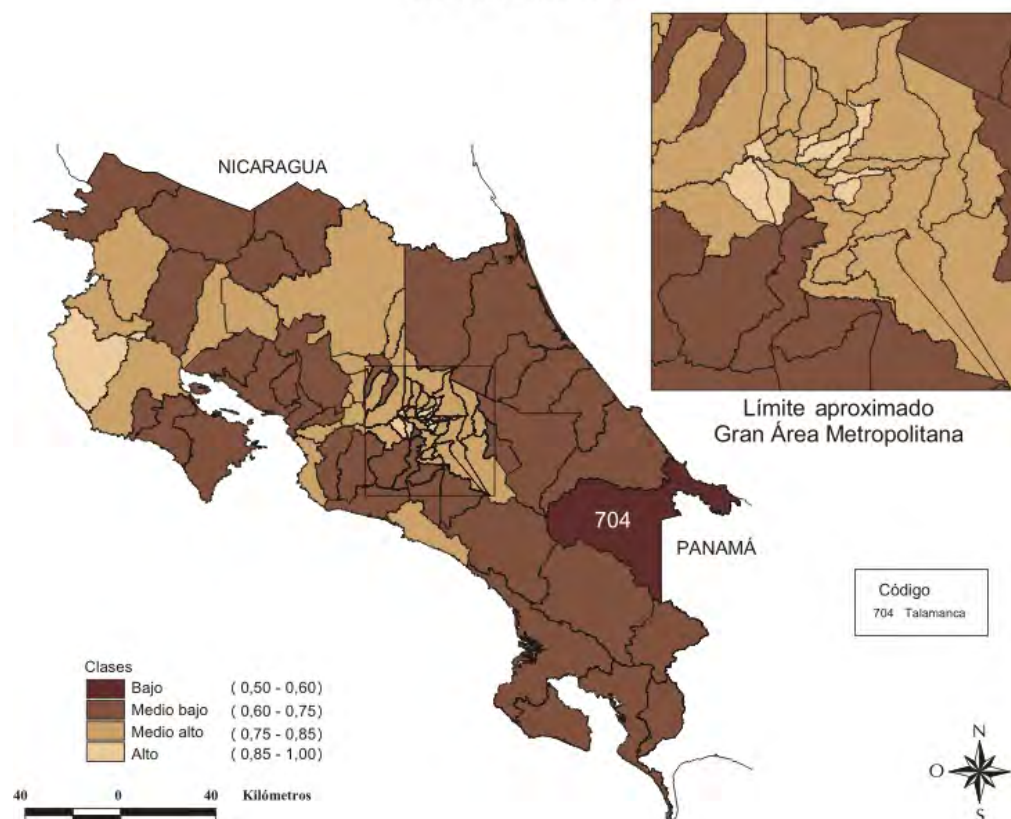 NICARAGUA
Límite aproximado
Gran Área Metropolitana
704
PANAMÁ
Código
704 Talamanca
Clases
Bajo (0,50 - 0,60)
Medio bajo (0,60 - 0,75)
Medio alto (0,75 - 0,85)
Alto (0,85 - 1,00)
40 0 40 Kilómetros
N
O E
S